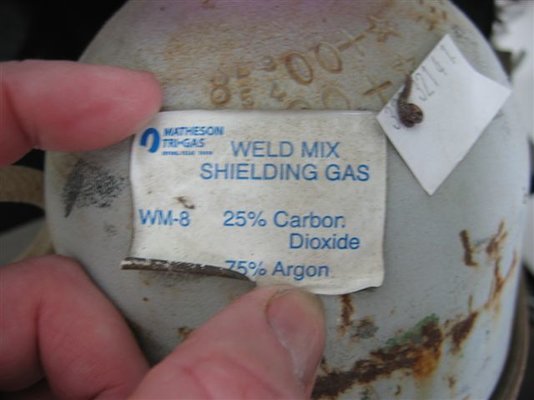 MATHESON
TRI·GAS
WELD MIX
SHIELDING GAS
WM-8 25% Carbon
Dioxide
75% Argon